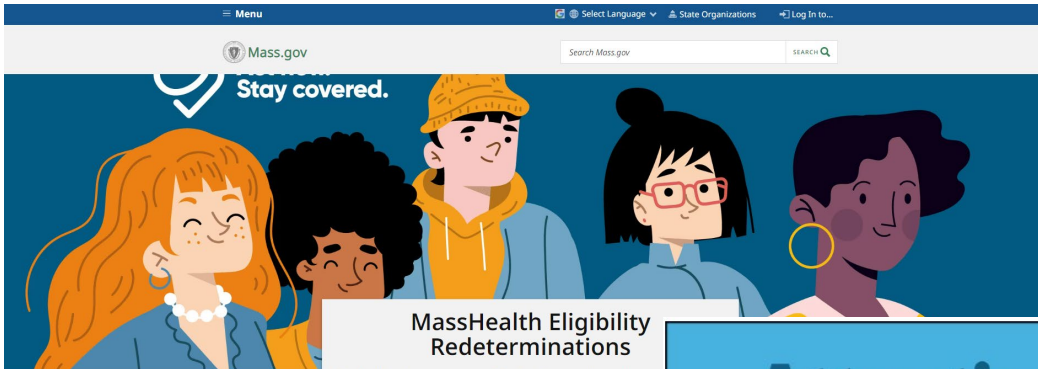 ≡ Menu
Select Language
State Organizations
Log In to...
Mass.gov
Search Mass.gov
SEARCH
Stay covered.
MassHealth Eligibility
Redeterminations